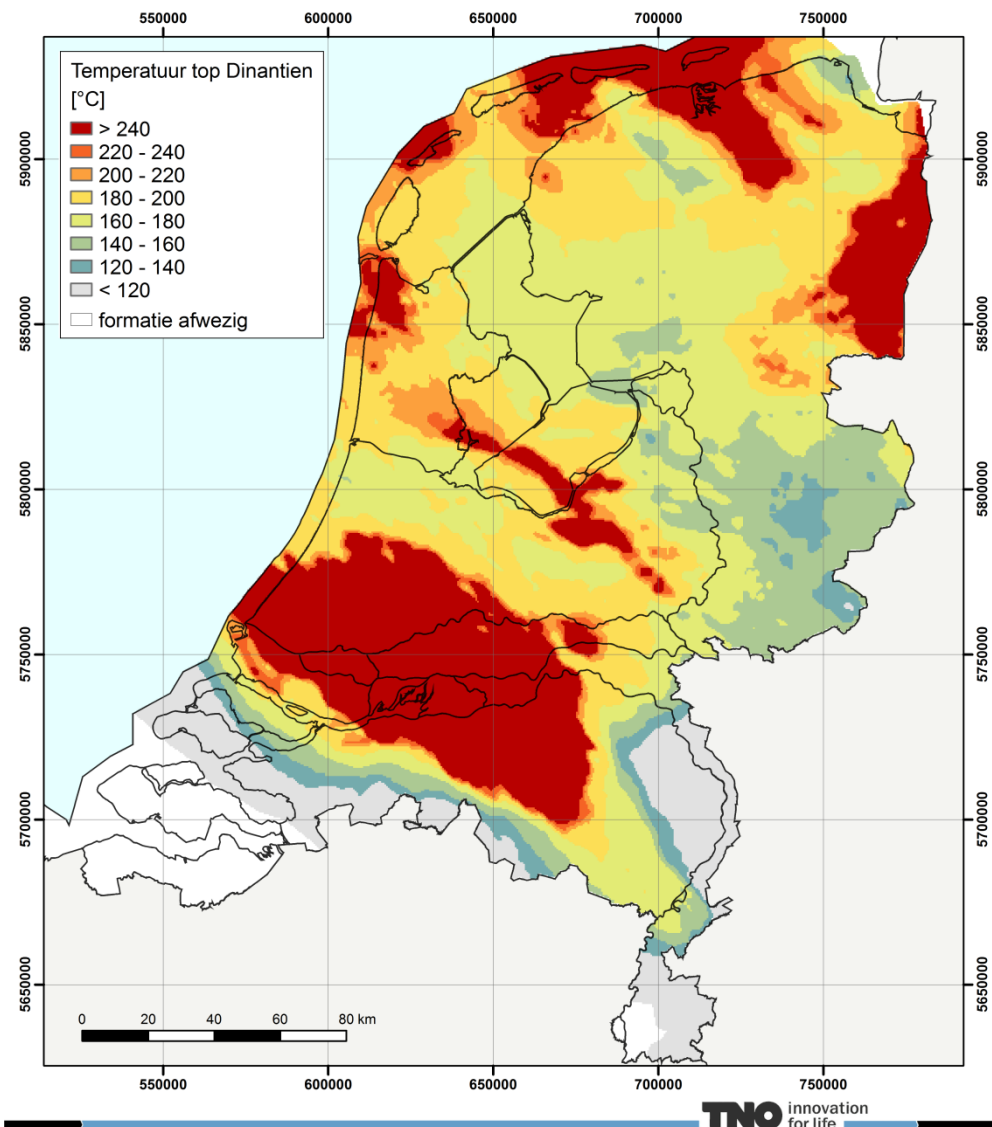 550000 600000 650000 700000 750000
Temperatuur top Dinantien
[°C]
> 240
220 - 240
200 - 220
180 - 200
160 - 180
140 - 160
120 - 140
< 120
formatie afwezig
5900000 5900000
5850000 5850000
5800000 5800000
5750000 5750000
5700000 5700000
5650000 5650000
0 20 40 60 80 km
550000 600000 650000 700000 750000
TNO innovation
for life